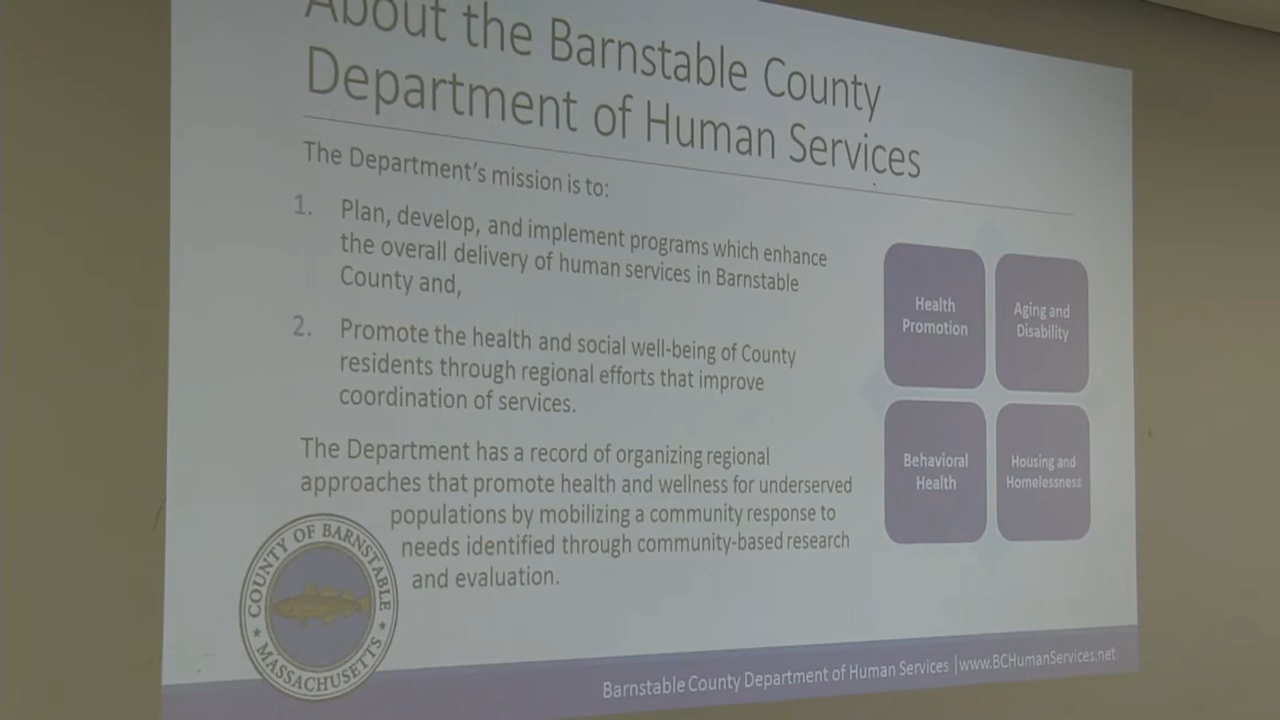 About the Barnstable County
Department of Human Services
The Department's mission is to:
1. Plan, develop, and implement programs which enhance
the overall delivery of human services in Barnstable
County and,
2. Promote the health and social well-being of County
residents through regional efforts that improve
coordination of services.
The Department has a record of organizing regional
approaches that promote health and wellness for underserved
populations by mobilizing a community response to
needs identified through community-based research
and evaluation.
Health
Promotion
Aging and
Disability
Behavioral
Health
Housing and
Homelessness
COUNTY OF BARNSTABLE
MASSACHUSETTS
Barnstable County Department of Human Services |www.BCHumanServices.net